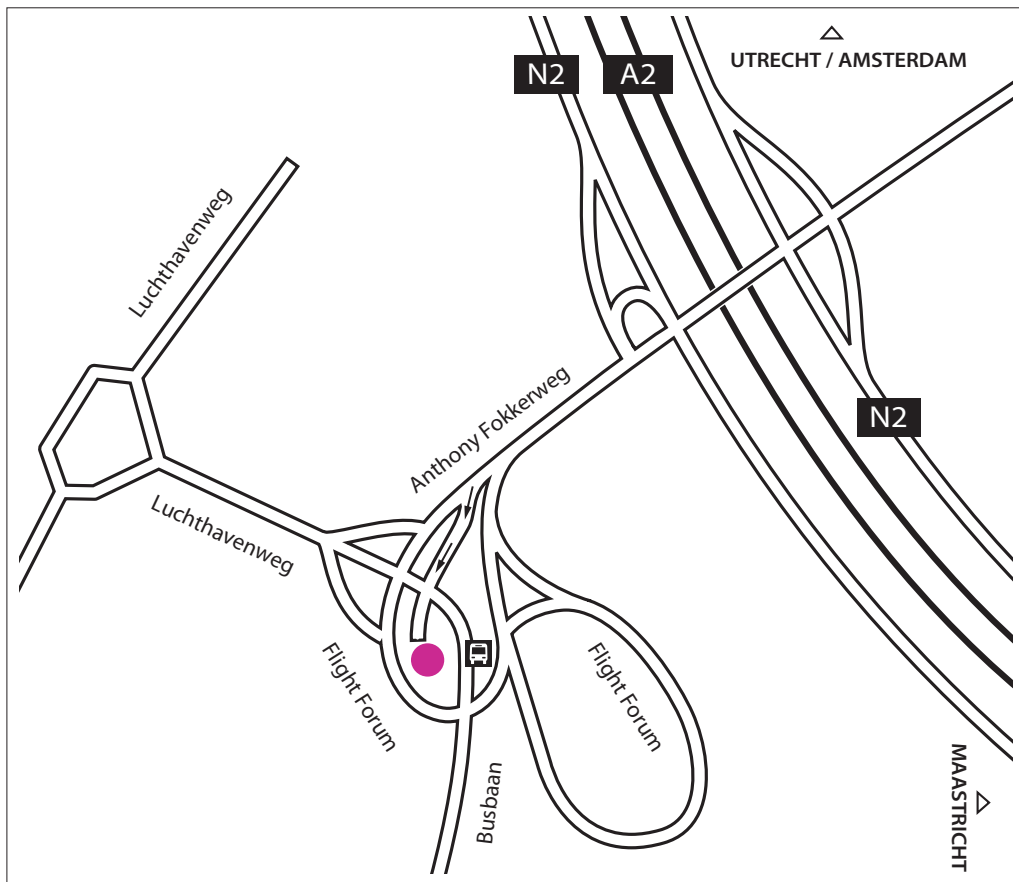 UTRECHT / AMSTERDAM
N2
A2
Luchthavenweg
Anthony Fokkerweg
N2
Luchthavenweg
Flight Forum
Flight Forum
Busbaan
MAASTRICHT